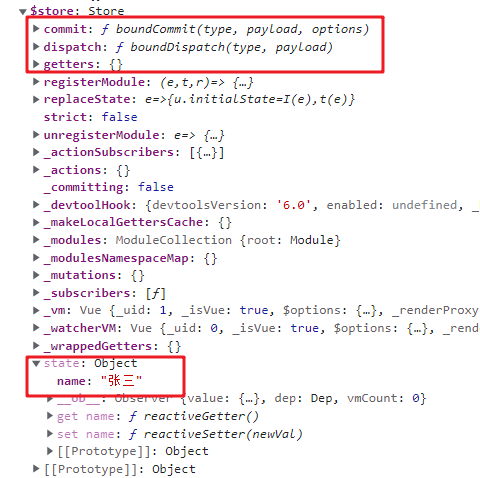 $store: Store
commit: ƒ boundCommit(type, payload, options)
dispatch: ƒ boundDispatch(type, payload)
getters: {}
registerModule: (e,t,r)=> {…}
replaceState: e=>{u.initialState=I(e),t(e)}
strict: false
unregisterModule: e=> {…}
_actionSubscribers: [{…}]
_actions: {}
_committing: false
_devtoolHook: {devtoolsVersion: '6.0', enabled: undefined, _
_makeLocalGettersCache: {}
_modules: ModuleCollection {root: Module}
_modulesNamespaceMap: {}
_mutations: {}
_subscribers: [ƒ]
_vm: Vue {_uid: 1, _isVue: true, $options: {…}, _renderProxy
_watcherVM: Vue {_uid: 0, _isVue: true, $options: {…}, _ren
_wrappedGetters: {}
state: Object
name: "张三"
__ob__: Observer {value: {…}, dep: Dep, vmCount: 0}
get name: ƒ reactiveGetter()
set name: ƒ reactiveSetter(newVal)
[[Prototype]]: Object
[[Prototype]]: Object